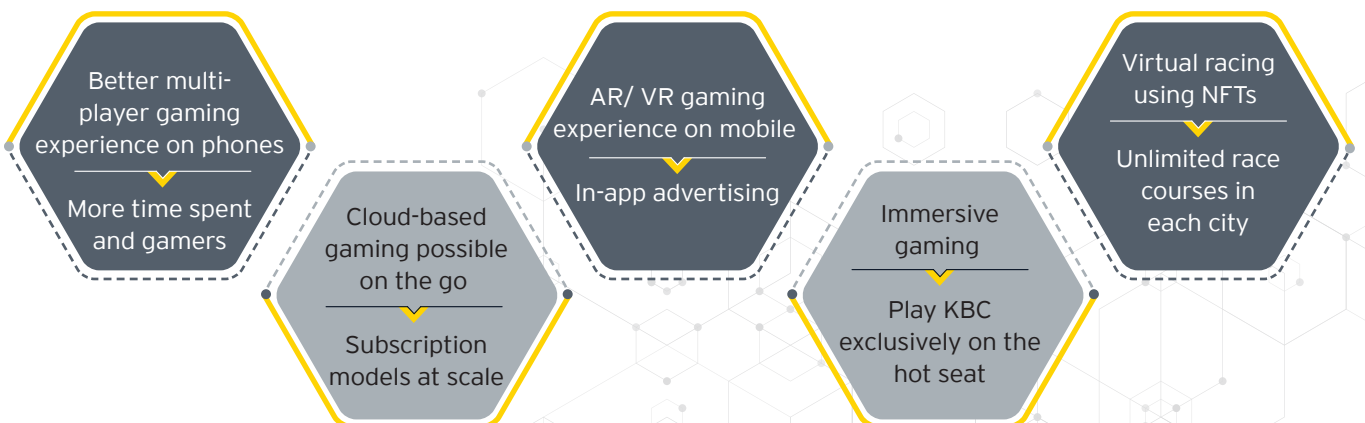 Better multi-
player gaming
experience on phones
More time spent
and gamers
Cloud-based
gaming possible
on the go
Subscription
models at scale
AR/ VR gaming
experience on mobile
In-app advertising
Immersive
gaming
Play KBC
exclusively on the
hot seat
Virtual racing
using NFTs
Unlimited race
courses in
each city